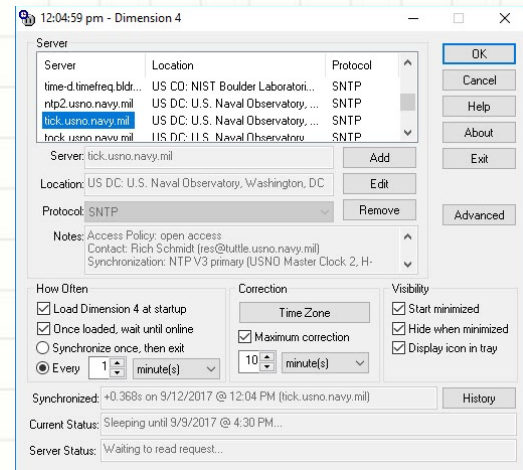 12:04:59 pm - Dimension 4
Server
Server Location Protocol
time-d.timefreq.bldr... US CO: NIST Boulder Laboratori... SNTP
ntp2.usno.navy.mil US DC: U.S. Naval Observatory, ... SNTP
tick.usno.navy.mil US DC: U.S. Naval Observatory, ... SNTP
tock.usno.navy.mil US DC: U.S. Naval Observatory SNTP
OK
Cancel
Help
About
Exit
Server: tick.usno.navy.mil Add
Location: US DC: U.S. Naval Observatory, Washington, DC Edit
Protocol: SNTP Remove
Advanced
Notes: Access Policy: open access
Contact: Rich Schmidt (res@tuttle.usno.navy.mil)
Synchronization: NTP V3 primary (USNO Master Clock 2, H-
How Often
Load Dimension 4 at startup
Once loaded, wait until online
Synchronize once, then exit
Every 1 minute(s)
Correction
Time Zone
Maximum correction
10 minute(s)
Visibility
Start minimized
Hide when minimized
Display icon in tray
Synchronized: +0.368s on 9/12/2017 @ 12:04 PM (tick.usno.navy.mil) History
Current Status: Sleeping until 9/9/2017 @ 4:30 PM...
Server Status: Waiting to read request...